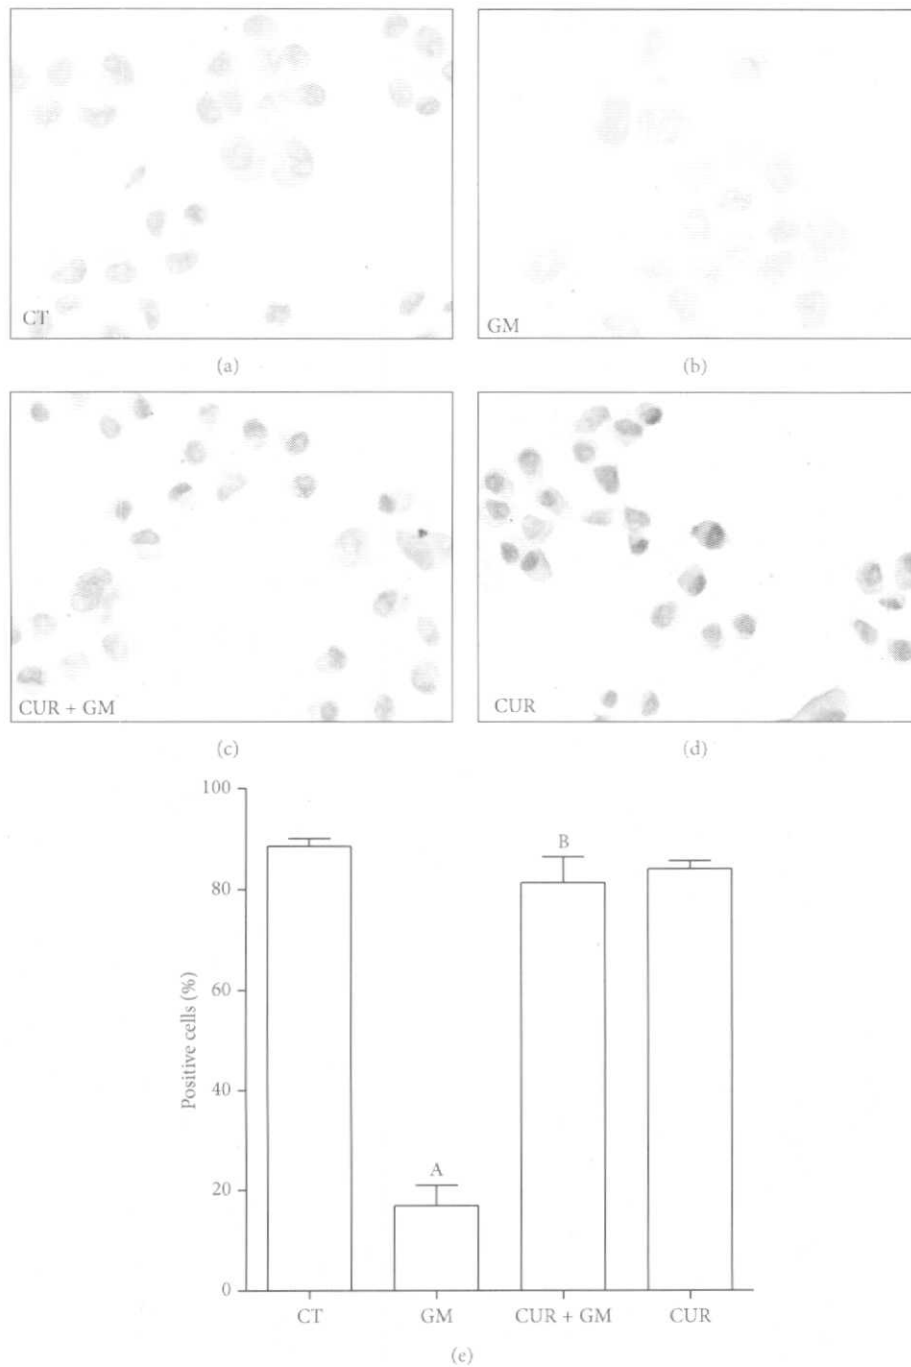 CT
GM
(a)
(b)
CUR + GM
CUR
(c)
(d)
100
80
60
40
20
0
Positive cells (%)
A
B
CT
GM
CUR + GM
CUR
(e)